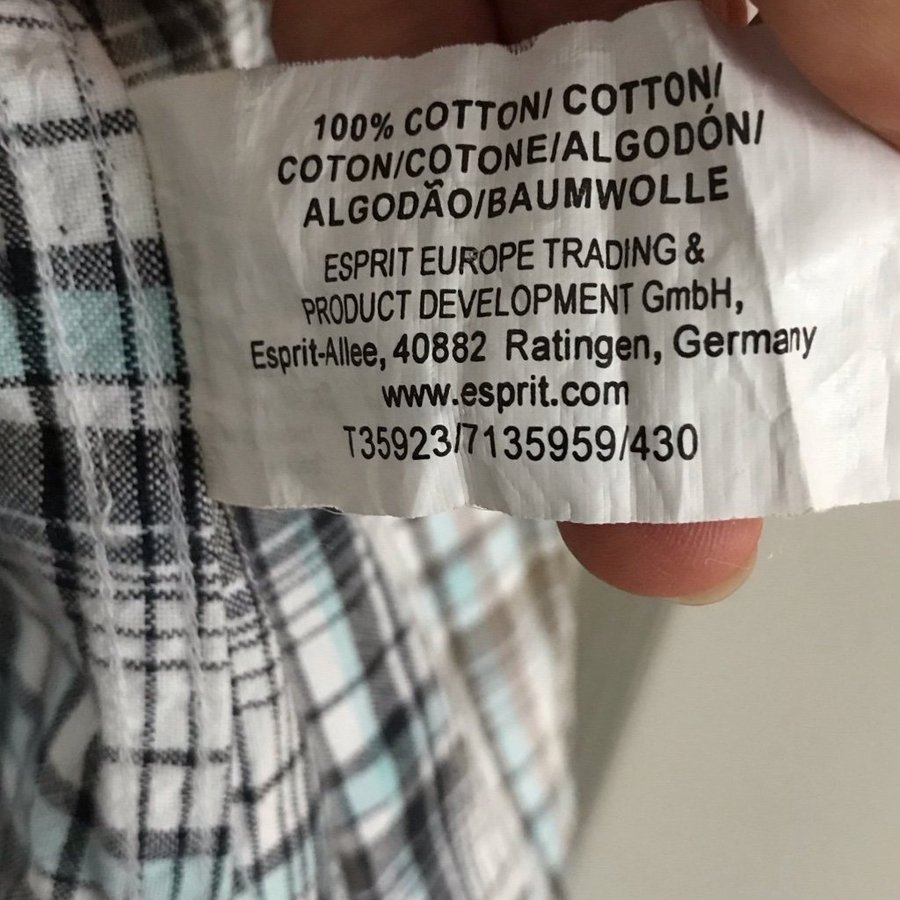 100% COTTON/ COTTON/
COTON/COTONE/ALGODÓN/
ALGODÃO/BAUMWOLLE
ESPRIT EUROPE TRADING &
PRODUCT DEVELOPMENT GmbH,
Esprit-Allee, 40882 Ratingen, Germany
www.esprit.com
T35923/7135959/430